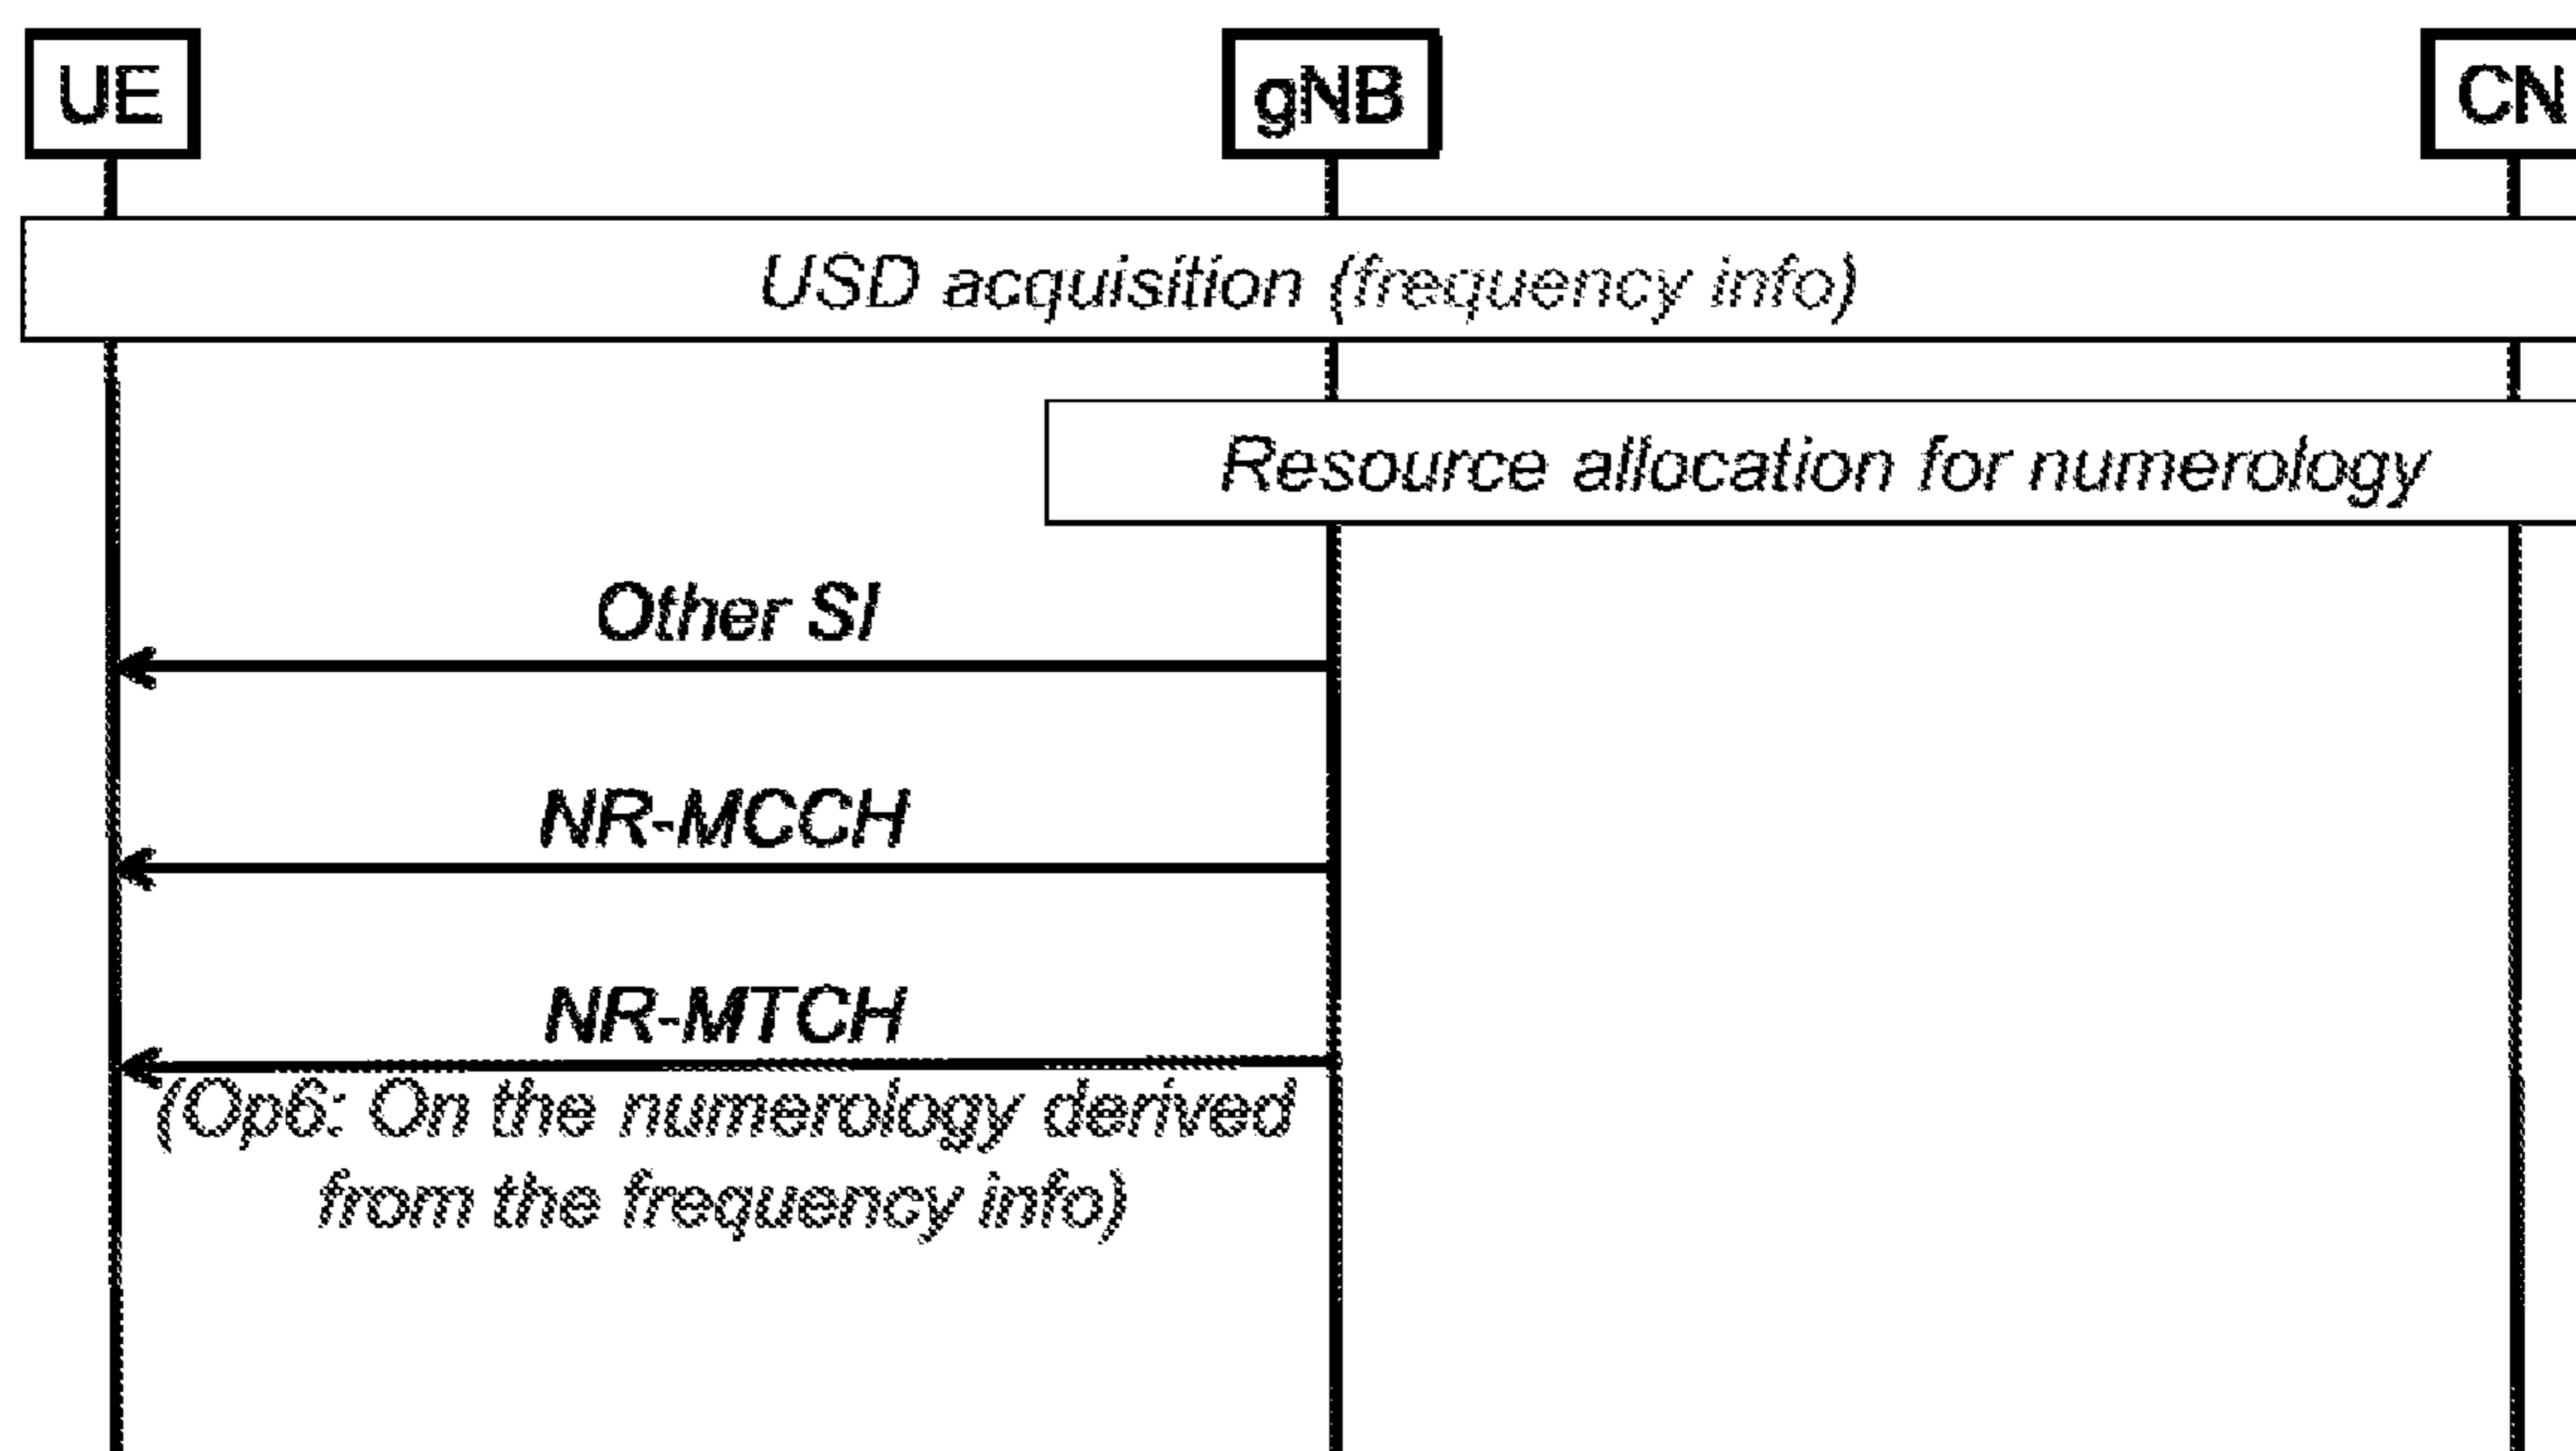 UE
gNB
CN
USD acquisition (frequency info)
Resource allocation for numerology
Other SI
NR-MCCH
NR-MTCH
(Op6: On the numerology derived
from the frequency info)